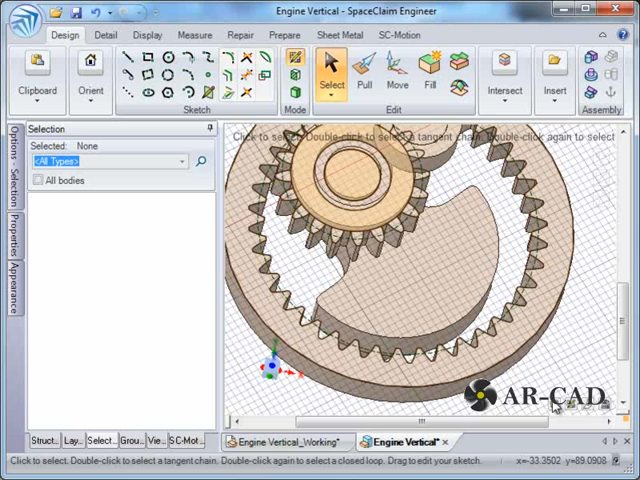 Engine Vertical - SpaceClaim Engineer
Design Detail Display Measure Repair Prepare Sheet Metal SC-Motion
Clipboard
Orient
Sketch
Mode
Select
Pull
Move
Fill
Edit
Intersect
Insert
Assembly
Options - Selection
Properties
Appearance
Selection
Selected: None
<All Types>
All bodies
Click to select. Double-click to select a tangent chain. Double-click again to select
AR-CAD
Struct... Lay... Select... Grou... Vie... SC-Mot...
Engine Vertical_Working*
Engine Vertical*
Click to select. Double-click to select a tangent chain. Double-click again to select a closed loop. Drag to edit your sketch.
x=-33.3502 y=89.0908